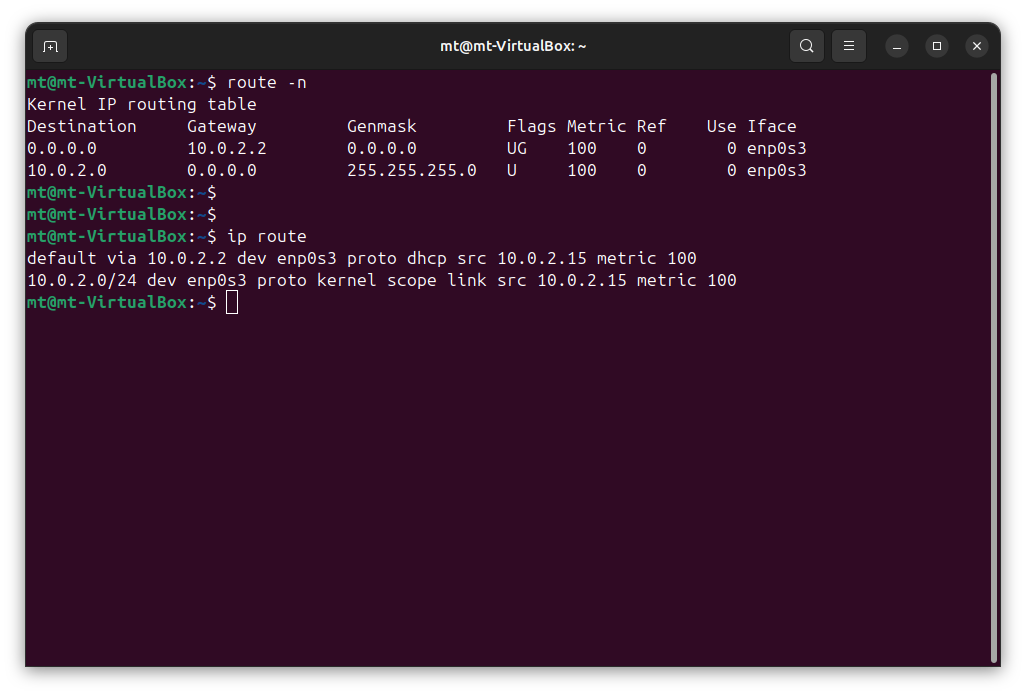 mt@mt-VirtualBox: ~
mt@mt-VirtualBox:~$ route -n
Kernel IP routing table
Destination     Gateway         Genmask         Flags Metric Ref    Use Iface
0.0.0.0         10.0.2.2        0.0.0.0         UG    100    0        0 enp0s3
10.0.2.0        0.0.0.0         255.255.255.0   U     100    0        0 enp0s3
mt@mt-VirtualBox:~$
mt@mt-VirtualBox:~$
mt@mt-VirtualBox:~$ ip route
default via 10.0.2.2 dev enp0s3 proto dhcp src 10.0.2.15 metric 100
10.0.2.0/24 dev enp0s3 proto kernel scope link src 10.0.2.15 metric 100
mt@mt-VirtualBox:~$